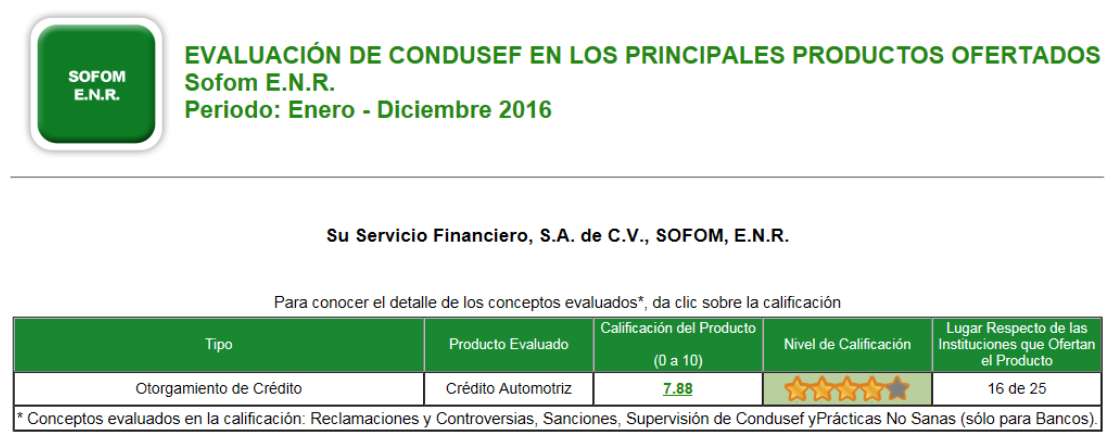 SOFOM
E.N.R.
EVALUACIÓN DE CONDUSEF EN LOS PRINCIPALES PRODUCTOS OFERTADOS
Sofom E.N.R.
Periodo: Enero - Diciembre 2016
Su Servicio Financiero, S.A. de C.V., SOFOM, E.N.R.
Para conocer el detalle de los conceptos evaluados*, da clic sobre la calificación
Tipo
Producto Evaluado
Calificación del Producto
(0 a 10)
Nivel de Calificación
Lugar Respecto de las
Instituciones que Ofertan
el Producto
Otorgamiento de Crédito
Crédito Automotriz
7.88
16 de 25
* Conceptos evaluados en la calificación: Reclamaciones y Controversias, Sanciones, Supervisión de Condusef yPrácticas No Sanas (sólo para Bancos).